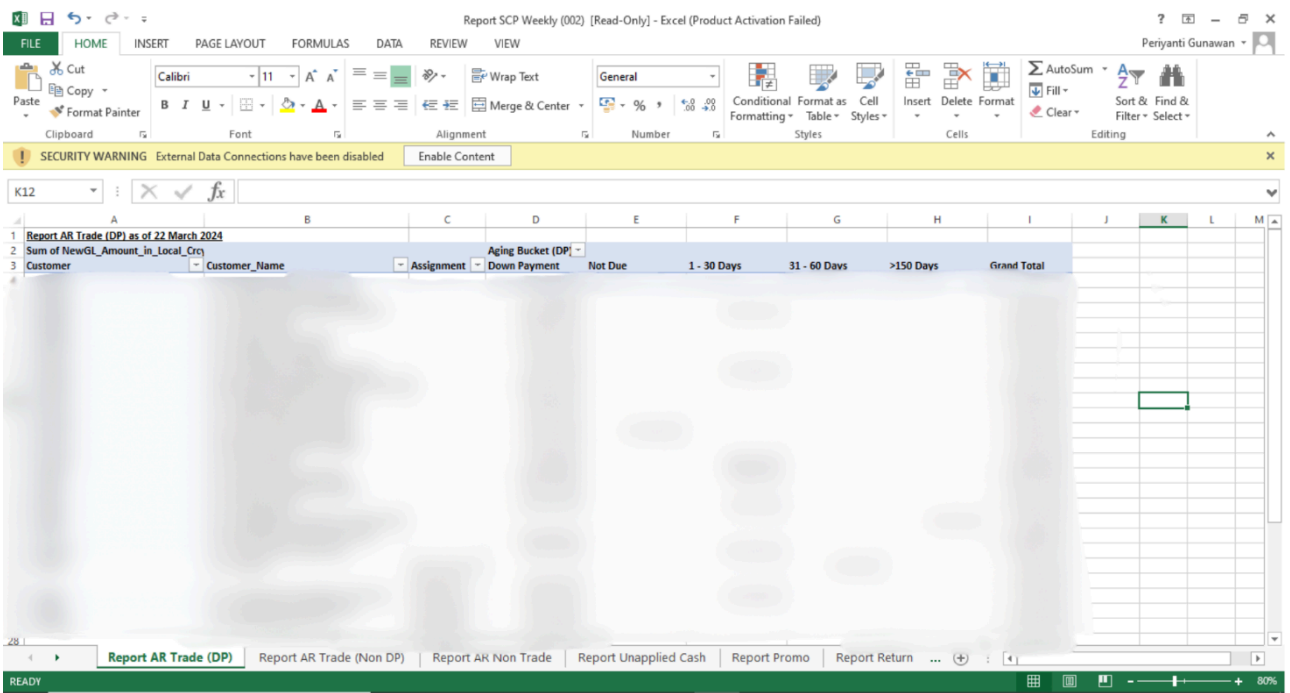 Report SCP Weekly (002) [Read-Only] - Excel (Product Activation Failed)
FILE HOME INSERT PAGE LAYOUT FORMULAS DATA REVIEW VIEW Periyanti Gunawan
Paste Cut Copy Format Painter
Calibri 11
B I U
Wrap Text
Merge & Center
General
Conditional Formatting Format as Table Cell Styles
Insert Delete Format
AutoSum Fill Clear
Sort & Filter Find & Select
Clipboard Font Alignment Number Styles Cells Editing
SECURITY WARNING External Data Connections have been disabled Enable Content
K12 fx
A B C D E F G H I J K L M
1 Report AR Trade (DP) as of 22 March 2024
2 Sum of NewGL_Amount_in_Local_Crcy Aging Bucket (DP)
3 Customer Customer_Name Assignment Down Payment Not Due 1 - 30 Days 31 - 60 Days >150 Days Grand Total
28
Report AR Trade (DP) Report AR Trade (Non DP) Report AR Non Trade Report Unapplied Cash Report Promo Report Return ...
READY 80%